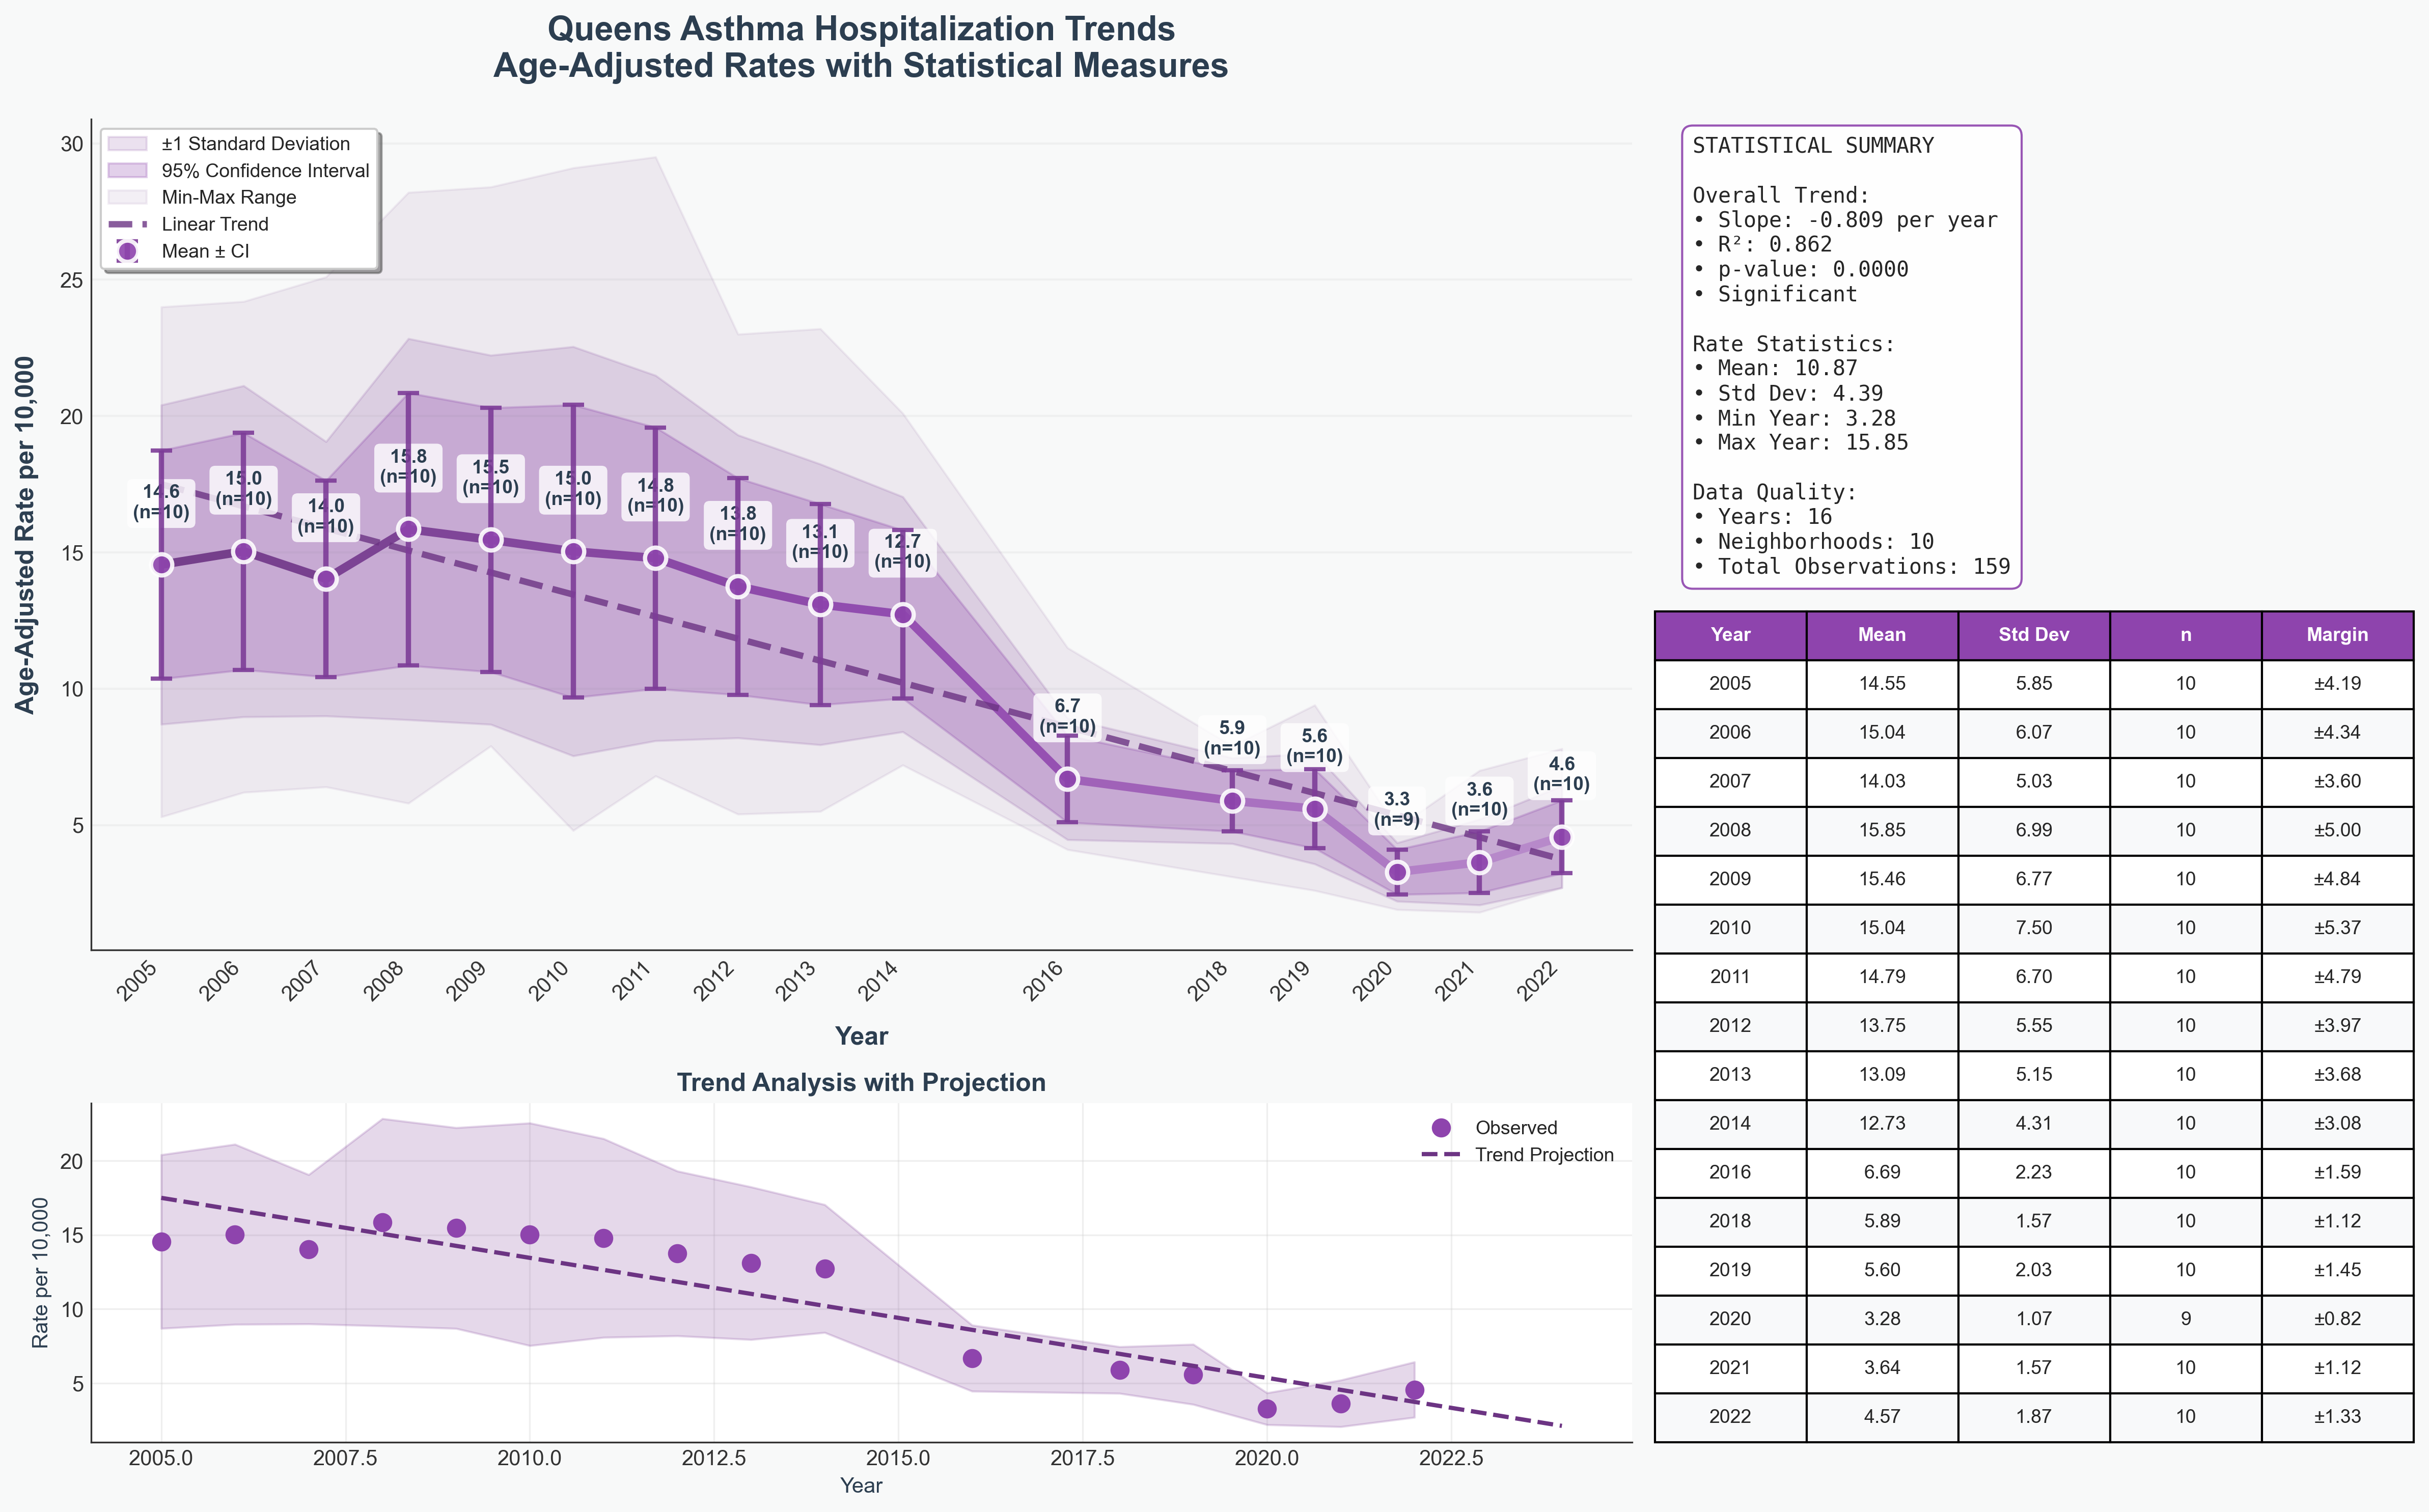 Queens Asthma Hospitalization Trends
Age-Adjusted Rates with Statistical Measures
Age-Adjusted Rate per 10,000
30
25
20
15
10
5
±1 Standard Deviation
95% Confidence Interval
Min-Max Range
Linear Trend
Mean ± CI
14.6
(n=10)
15.0
(n=10)
14.0
(n=10)
15.8
(n=10)
15.5
(n=10)
15.0
(n=10)
14.8
(n=10)
13.8
(n=10)
13.1
(n=10)
12.7
(n=10)
6.7
(n=10)
5.9
(n=10)
5.6
(n=10)
3.3
(n=9)
3.6
(n=10)
4.6
(n=10)
2005 2006 2007 2008 2009 2010 2011 2012 2013 2014 2016 2018 2019 2020 2021 2022
Year
STATISTICAL SUMMARY
Overall Trend:
• Slope: -0.809 per year
• R²: 0.862
• p-value: 0.0000
• Significant
Rate Statistics:
• Mean: 10.87
• Std Dev: 4.39
• Min Year: 3.28
• Max Year: 15.85
Data Quality:
• Years: 16
• Neighborhoods: 10
• Total Observations: 159
Year Mean Std Dev n Margin
2005 14.55 5.85 10 ±4.19
2006 15.04 6.07 10 ±4.34
2007 14.03 5.03 10 ±3.60
2008 15.85 6.99 10 ±5.00
2009 15.46 6.77 10 ±4.84
2010 15.04 7.50 10 ±5.37
2011 14.79 6.70 10 ±4.79
2012 13.75 5.55 10 ±3.97
2013 13.09 5.15 10 ±3.68
2014 12.73 4.31 10 ±3.08
2016 6.69 2.23 10 ±1.59
2018 5.89 1.57 10 ±1.12
2019 5.60 2.03 10 ±1.45
2020 3.28 1.07 9 ±0.82
2021 3.64 1.57 10 ±1.12
2022 4.57 1.87 10 ±1.33
Trend Analysis with Projection
Rate per 10,000
20
15
10
5
Observed
Trend Projection
2005.0 2007.5 2010.0 2012.5 2015.0 2017.5 2020.0 2022.5
Year